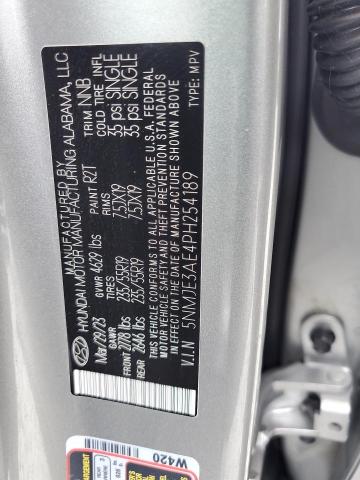 MANUFACTURED BY
HYUNDAI MOTOR MANUFACTURING ALABAMA, LLC
Mar/29/23 GVWR 4629 lbs PAINT R2T TRIM NNB
GAWR TIRES RIMS COLD TIRE INFL
FRONT 2778 lbs 235/55R19 7.5JX19 35 psi SINGLE
REAR 2646 lbs 235/55R19 7.5JX19 35 psi SINGLE
THIS VEHICLE CONFORMS TO ALL APPLICABLE U.S.A. FEDERAL
MOTOR VEHICLE SAFETY AND THEFT PREVENTION STANDARDS
IN EFFECT ON THE DATE OF MANUFACTURE SHOWN ABOVE
V.I.N 5NMJE3AE4PH254189 TYPE: MPV
W420